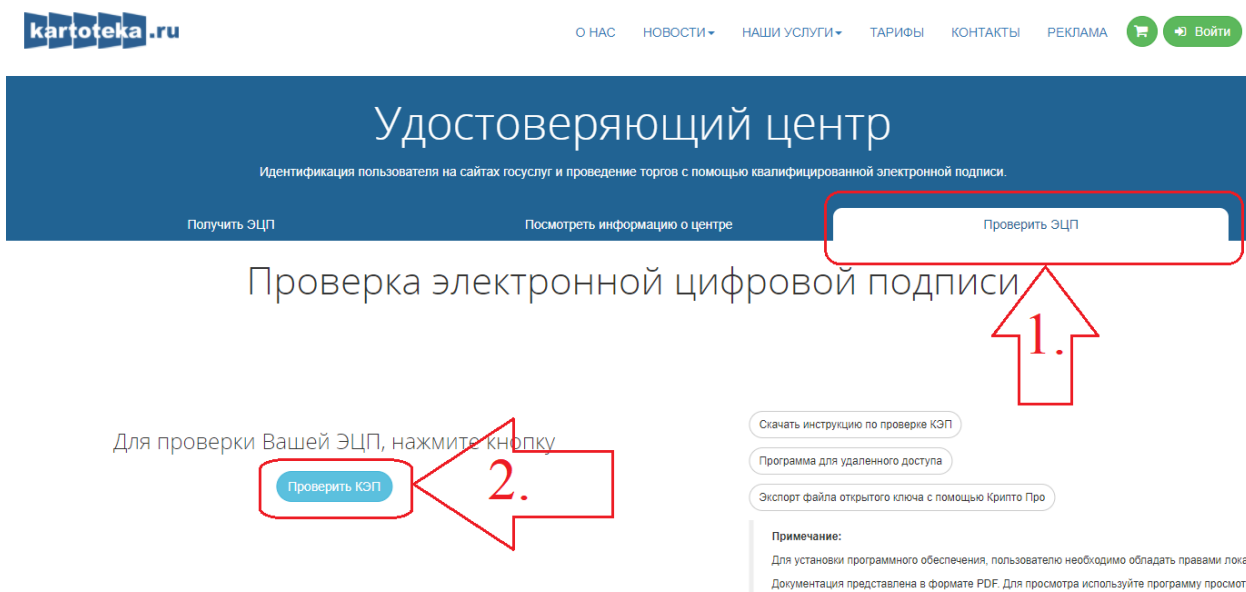 kartoteka.ru
О НАС НОВОСТИ НАШИ УСЛУГИ ТАРИФЫ КОНТАКТЫ РЕКЛАМА Войти
Удостоверяющий центр
Идентификация пользователя на сайтах госуслуг и проведение торгов с помощью квалифицированной электронной подписи.
Получить ЭЦП Посмотреть информацию о центре Проверить ЭЦП
Проверка электронной цифровой подписи
1.
Для проверки Вашей ЭЦП, нажмите кнопку
Проверить КЭП
2.
Скачать инструкцию по проверке КЭП
Программа для удаленного доступа
Экспорт файла открытого ключа с помощью Крипто Про
Примечание:
Для установки программного обеспечения, пользователю необходимо обладать правами лока
Документация представлена в формате PDF. Для просмотра используйте программу просмот